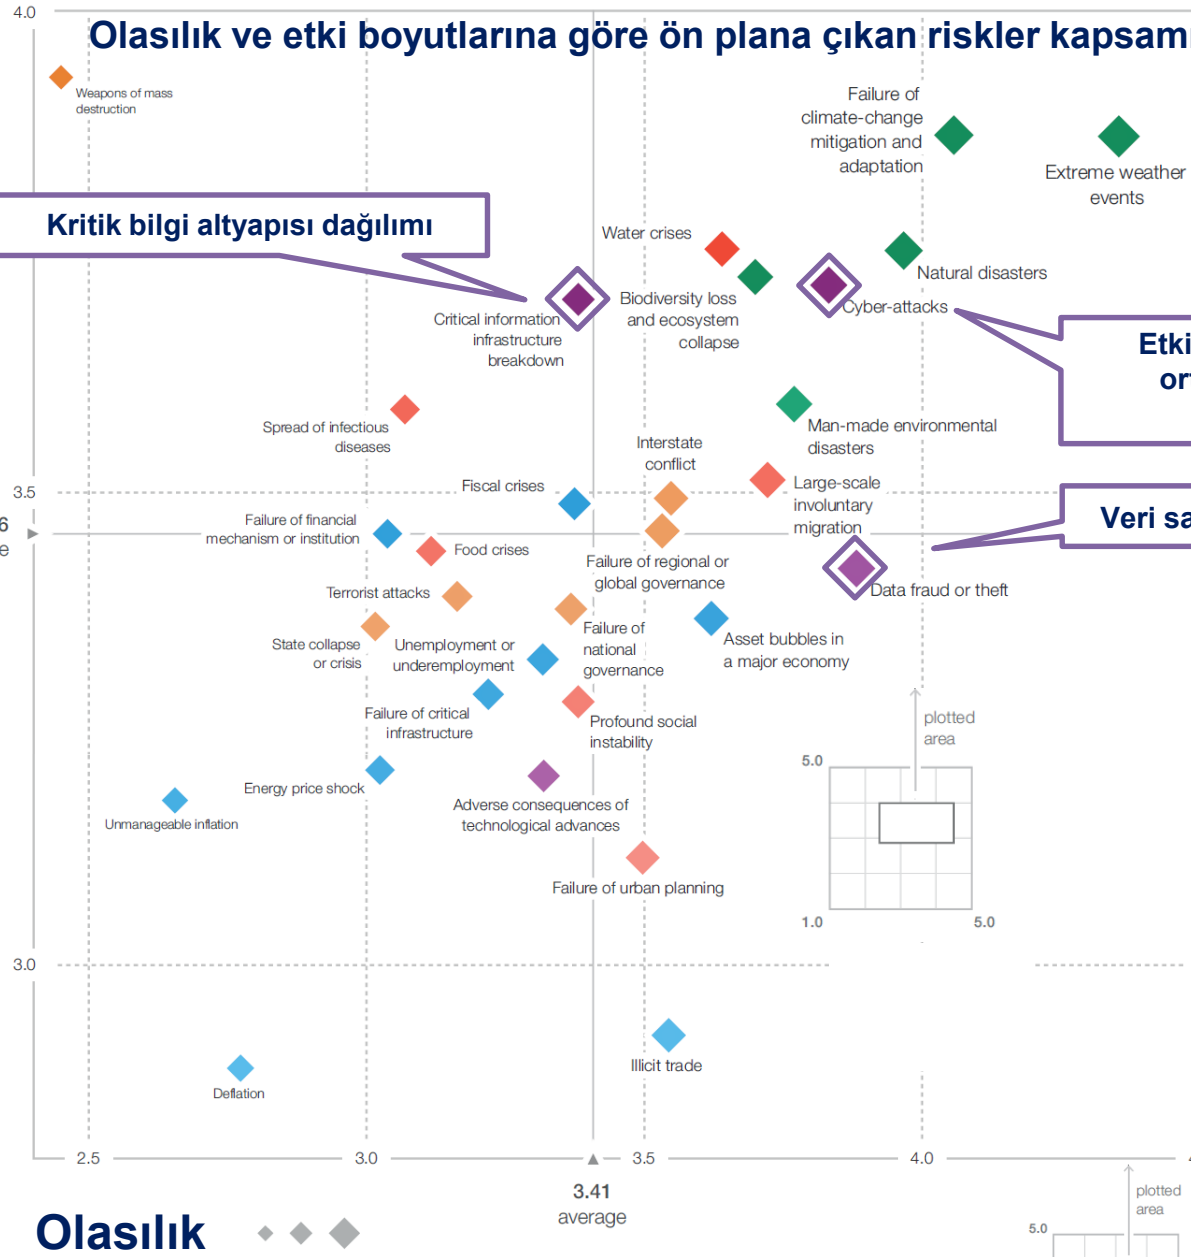 4.0
Olasılık ve etki boyutlarına göre ön plana çıkan riskler kapsamı
Weapons of mass
destruction
Failure of
climate-change
mitigation and
adaptation
Extreme weather
events
Kritik bilgi altyapısı dağılımı
Water crises
Natural disasters
Biodiversity loss
and ecosystem
collapse
Cyber-attacks
Critical information
infrastructure
breakdown
Etki
Spread of infectious
diseases
Man-made environmental
disasters
Interstate
conflict
Large-scale
involuntary
migration
Fiscal crises
3.5
Veri
Failure of financial
mechanism or institution
Food crises
Failure of regional or
global governance
Data fraud or theft
Terrorist attacks
State collapse
or crisis
Unemployment or
underemployment
Failure of
national
governance
Asset bubbles in
a major economy
Failure of critical
infrastructure
Profound social
instability
plotted
area
5.0
Energy price shock
Adverse consequences of
technological advances
Unmanageable inflation
Failure of urban planning
1.0
5.0
3.0
Illicit trade
Deflation
2.5
3.0
3.5
4.0
3.41
average
plotted
area
5.0
Olasılık